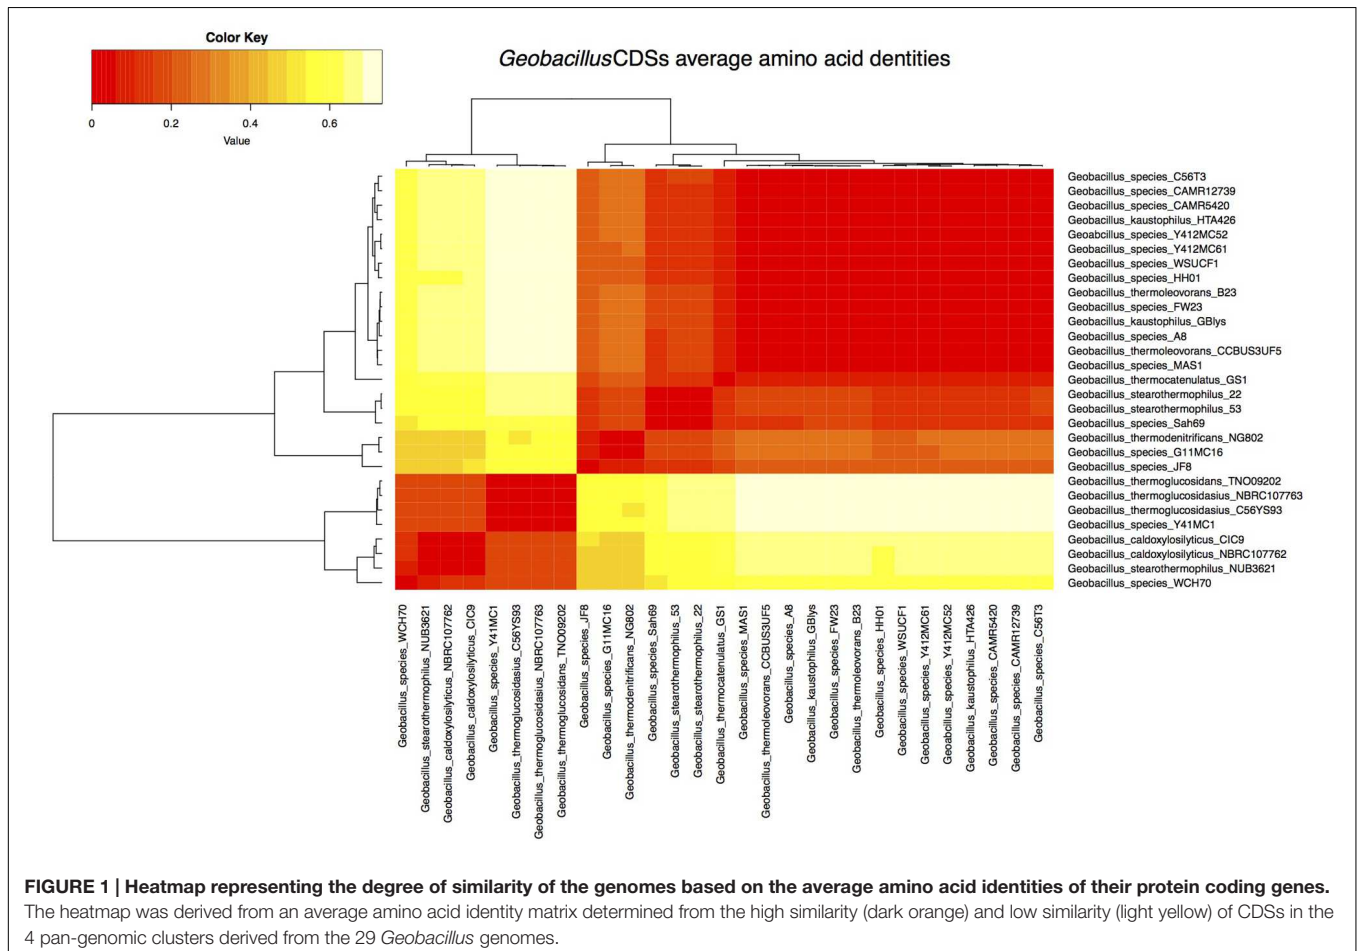 Color Key
0 0.2 0.4 0.6
Value
GeobacillusCDSs average amino acid dentities
Geobacillus_species_C56T3
Geobacillus_species_CAMR12739
Geobacillus_species_CAMR5420
Geobacillus_kaustophilus_HTA426
Geoabcillus_species_Y412MC52
Geobacillus_species_Y412MC61
Geobacillus_species_WSUCF1
Geobacillus_species_HH01
Geobacillus_thermoleovorans_B23
Geobacillus_species_FW23
Geobacillus_kaustophilus_GBlys
Geobacillus_species_A8
Geobacillus_thermoleovorans_CCBUS3UF5
Geobacillus_species_MAS1
Geobacillus_thermocatenulatus_GS1
Geobacillus_stearothermophilus_22
Geobacillus_stearothermophilus_53
Geobacillus_species_Sah69
Geobacillus_thermodenitrificans_NG802
Geobacillus_species_G11MC16
Geobacillus_species_JF8
Geobacillus_thermoglucosidans_TNO09202
Geobacillus_thermoglucosidasius_NBRC107763
Geobacillus_thermoglucosidasius_C56YS93
Geobacillus_species_Y41MC1
Geobacillus_caldoxylosilyticus_CIC9
Geobacillus_caldoxylosilyticus_NBRC107762
Geobacillus_stearothermophilus_NUB3621
Geobacillus_species_WCH70
Geobacillus_species_WCH70
Geobacillus_stearothermophilus_NUB3621
Geobacillus_caldoxylosilyticus_NBRC107762
Geobacillus_caldoxylosilyticus_CIC9
Geobacillus_species_Y41MC1
Geobacillus_thermoglucosidasius_C56YS93
Geobacillus_thermoglucosidasius_NBRC107763
Geobacillus_thermoglucosidans_TNO09202
Geobacillus_species_JF8
Geobacillus_species_G11MC16
Geobacillus_thermodenitrificans_NG802
Geobacillus_species_Sah69
Geobacillus_stearothermophilus_53
Geobacillus_stearothermophilus_22
Geobacillus_thermocatenulatus_GS1
Geobacillus_species_MAS1
Geobacillus_thermoleovorans_CCBUS3UF5
Geobacillus_species_A8
Geobacillus_kaustophilus_GBlys
Geobacillus_species_FW23
Geobacillus_thermoleovorans_B23
Geobacillus_species_HH01
Geobacillus_species_WSUCF1
Geobacillus_species_Y412MC61
Geoabcillus_species_Y412MC52
Geobacillus_kaustophilus_HTA426
Geobacillus_species_CAMR5420
Geobacillus_species_CAMR12739
Geobacillus_species_C56T3
FIGURE 1 | Heatmap representing the degree of similarity of the genomes based on the average amino acid identities of their protein coding genes.
The heatmap was derived from an average amino acid identity matrix determined from the high similarity (dark orange) and low similarity (light yellow) of CDSs in the
4 pan-genomic clusters derived from the 29 Geobacillus genomes.